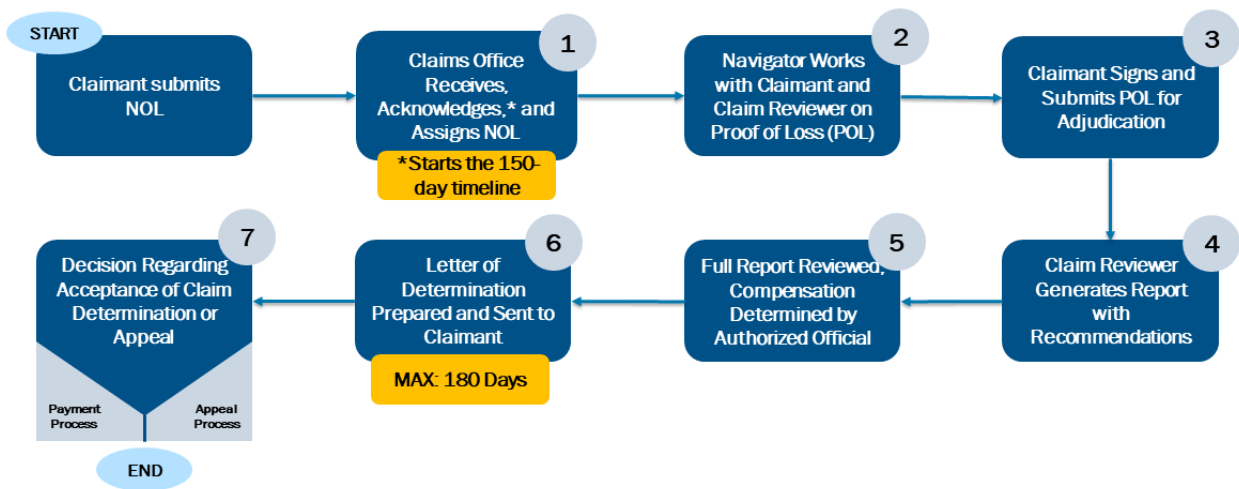 START
Claimant submits
NOL
1
Claims Office
Receives,
Acknowledges,* and
Assigns NOL
*Starts the 150-
day timeline
2
Navigator Works
with Claimant and
Claim Reviewer on
Proof of Loss (POL)
3
Claimant Signs and
Submits POL for
Adjudication
4
Claim Reviewer
Generates Report
with
Recommendations
5
Full Report Reviewed,
Compensation
Determined by
Authorized Official
6
Letter of
Determination
Prepared and Sent to
Claimant
MAX: 180 Days
7
Decision Regarding
Acceptance of Claim
Determination or
Appeal
Payment
Process
Appeal
Process
END